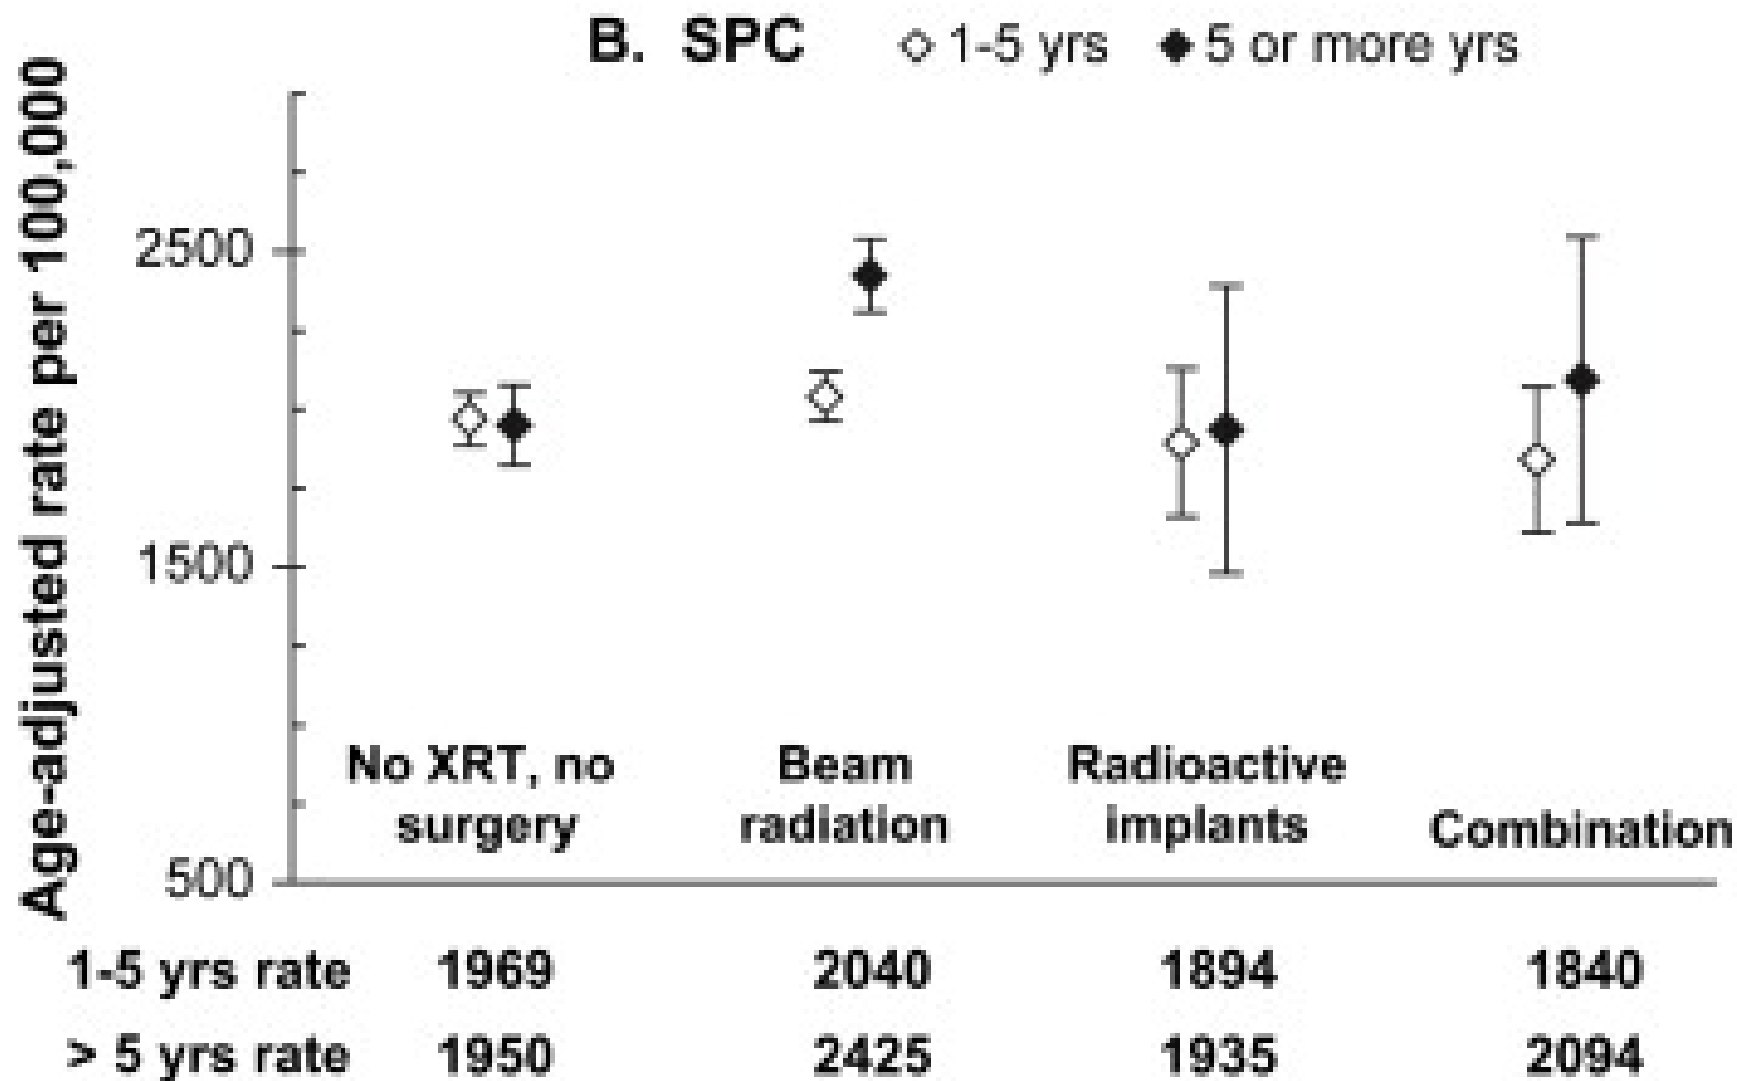 B. SPC ◇ 1-5 yrs ◆ 5 or more yrs
Age-adjusted rate per 100,000
2500
1500
500
No XRT, no
surgery
Beam
radiation
Radioactive
implants
Combination
1-5 yrs rate 1969 2040 1894 1840
> 5 yrs rate 1950 2425 1935 2094